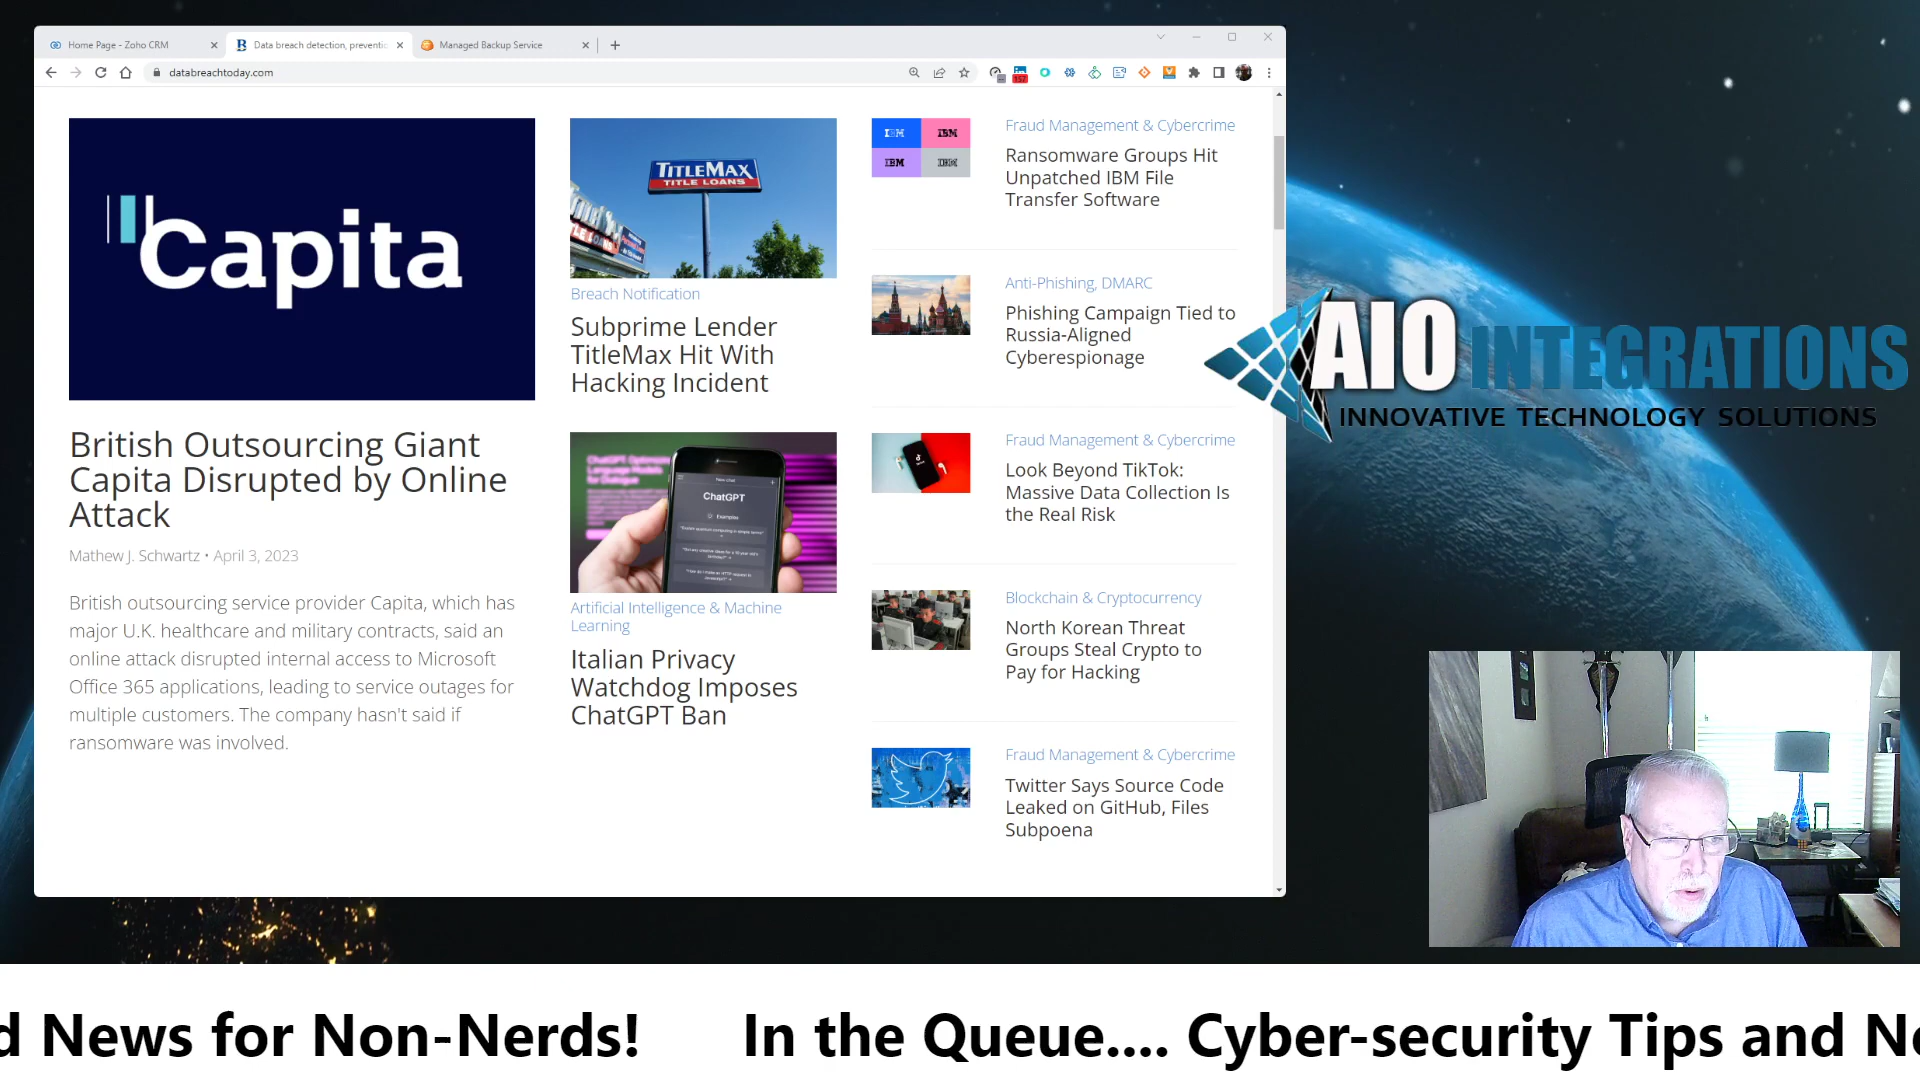 Home Page - Zoho CRM
Data breach detection, preventic
Managed Backup Service
databreachtoday.com
157
Capita
British Outsourcing Giant
Capita Disrupted by Online
Attack
Mathew J. Schwartz • April 3, 2023
British outsourcing service provider Capita, which has
major U.K. healthcare and military contracts, said an
online attack disrupted internal access to Microsoft
Office 365 applications, leading to service outages for
multiple customers. The company hasn't said if
ransomware was involved.
TITLEMAX
TITLE LOANS
Breach Notification
Subprime Lender
TitleMax Hit With
Hacking Incident
ChatGPT
Examples
Artificial Intelligence & Machine
Learning
Italian Privacy
Watchdog Imposes
ChatGPT Ban
IBM IBM
IBM IBM
Fraud Management & Cybercrime
Ransomware Groups Hit
Unpatched IBM File
Transfer Software
Anti-Phishing, DMARC
Phishing Campaign Tied to
Russia-Aligned
Cyberespionage
Fraud Management & Cybercrime
Look Beyond TikTok:
Massive Data Collection Is
the Real Risk
Blockchain & Cryptocurrency
North Korean Threat
Groups Steal Crypto to
Pay for Hacking
Fraud Management & Cybercrime
Twitter Says Source Code
Leaked on GitHub, Files
Subpoena
AIO INTEGRATIONS
INNOVATIVE TECHNOLOGY SOLUTIONS
d News for Non-Nerds! In the Queue.... Cyber-security Tips and Ne